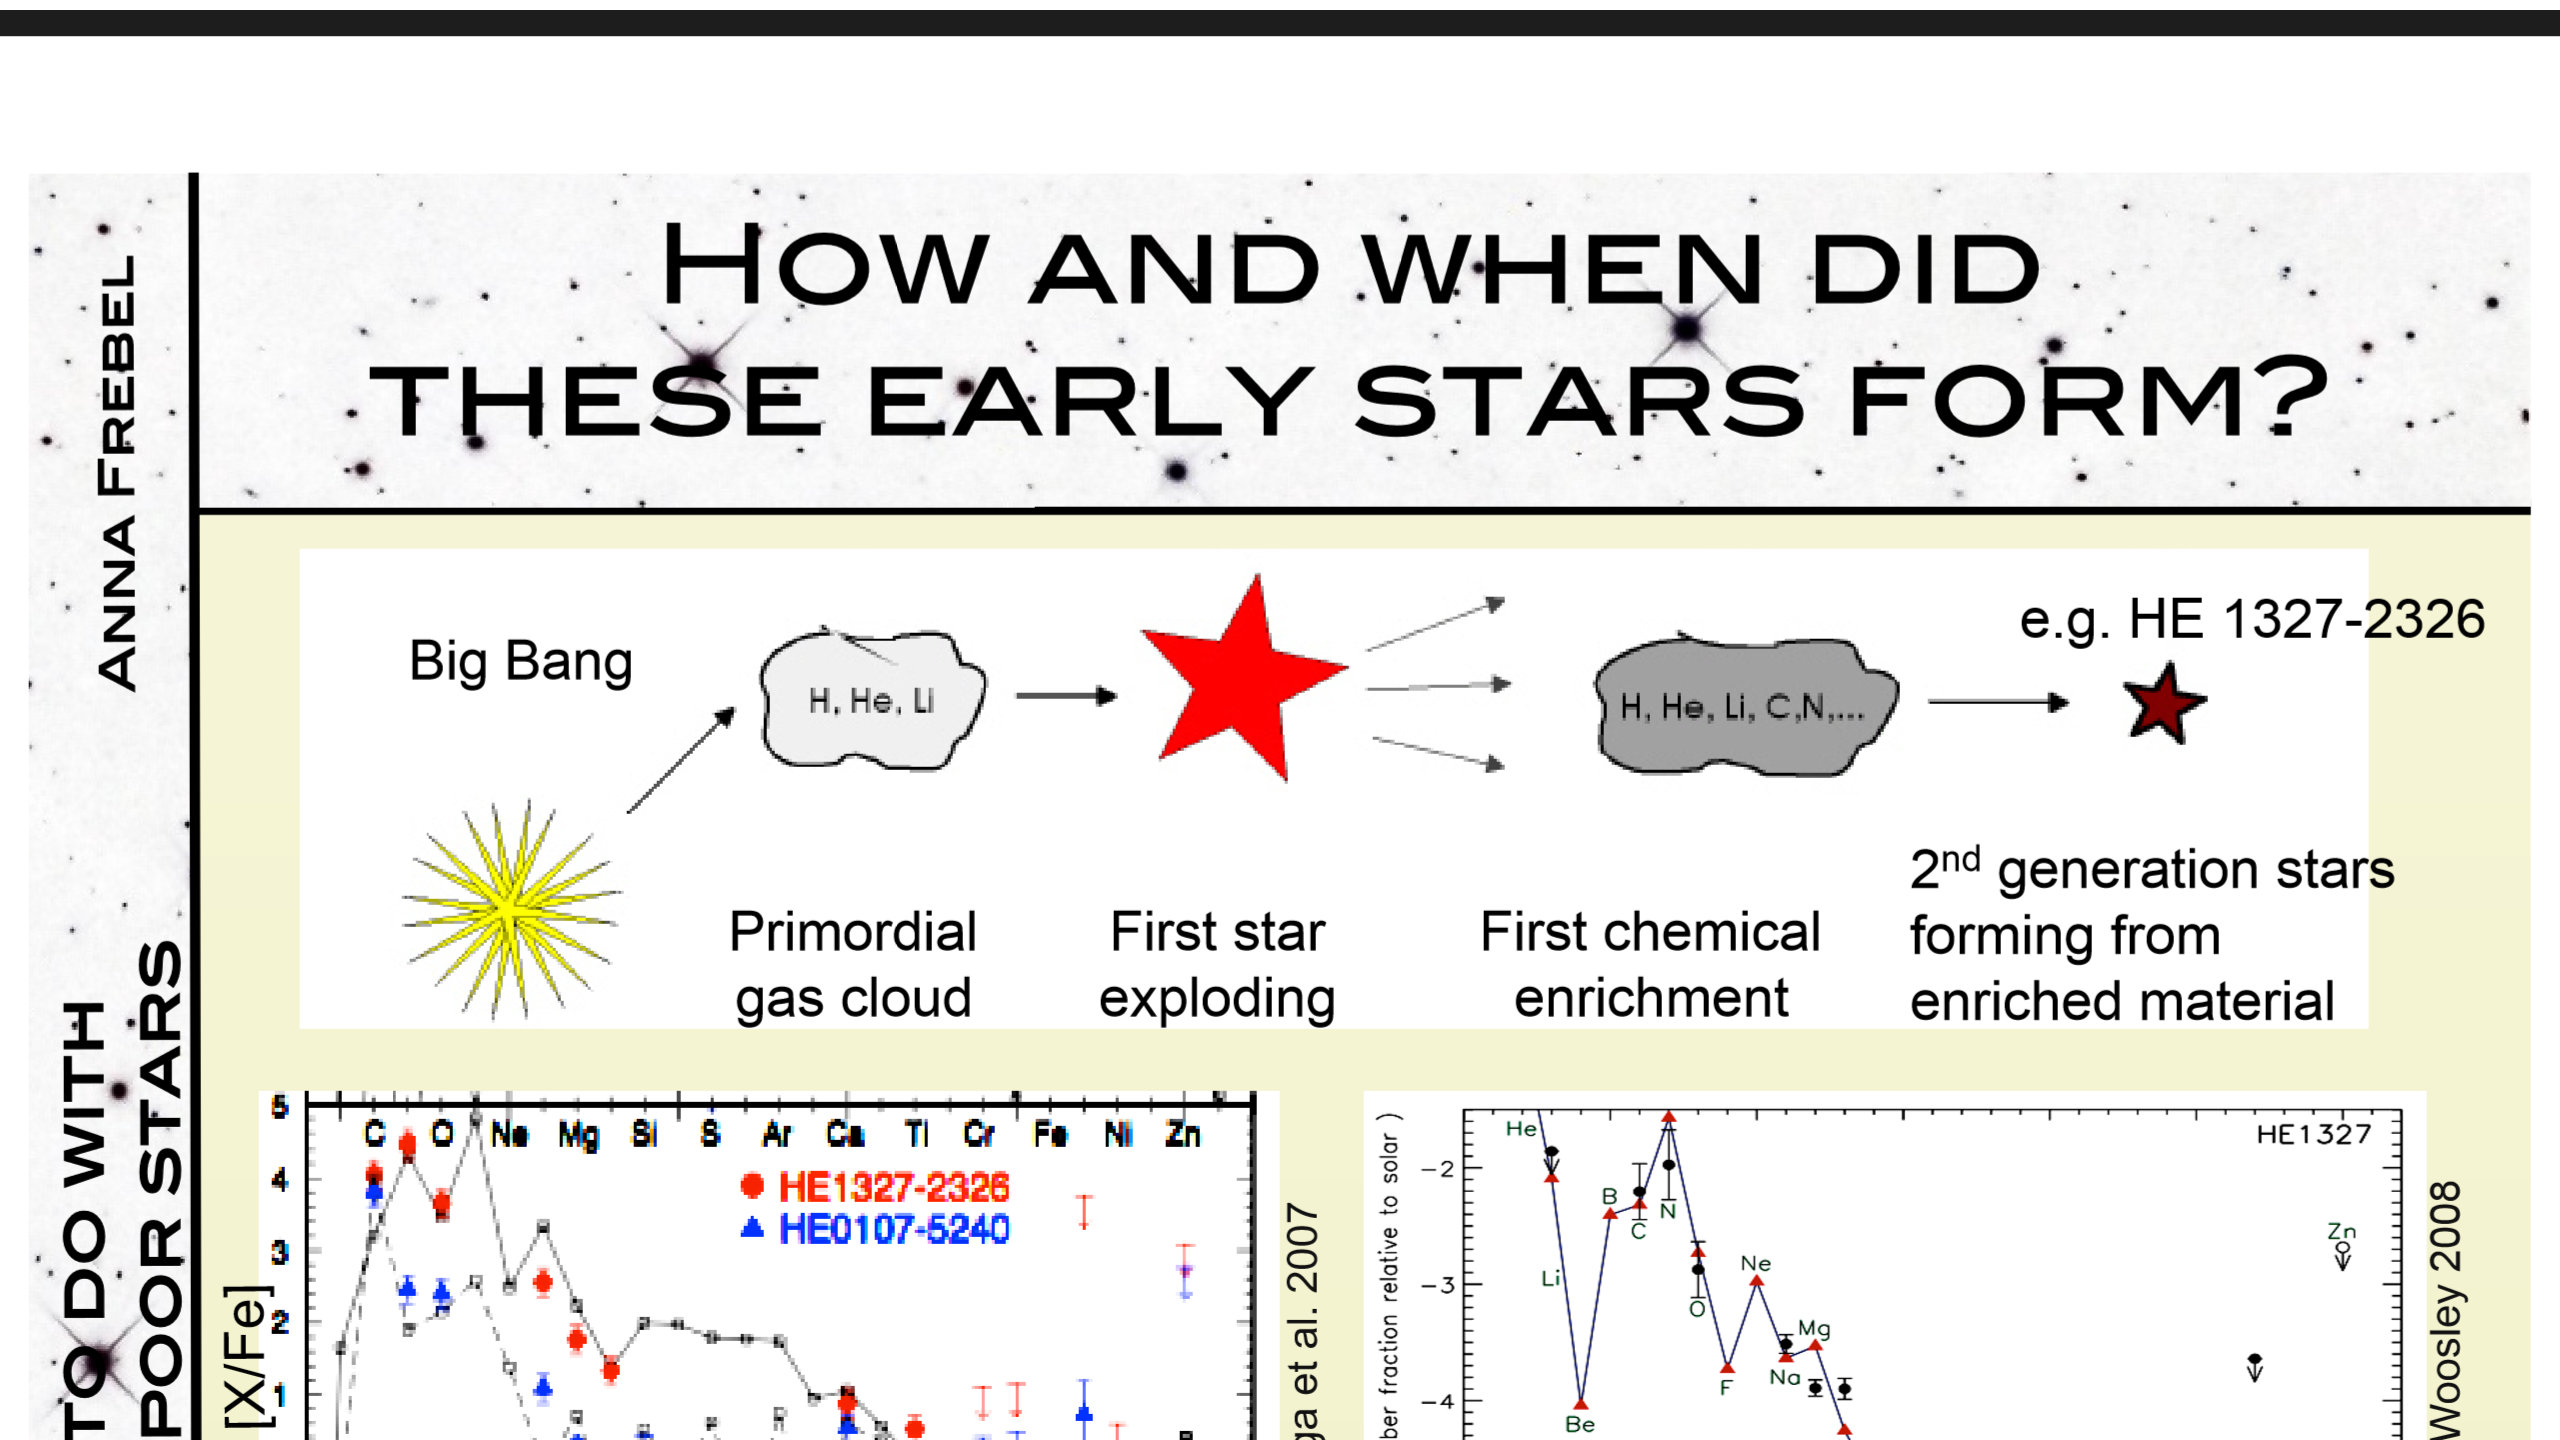 HOW AND WHEN DID
THESE EARLY STARS FORM?
ANNA FREBEL
TO DO WITH
POOR STARS
Big Bang
H, He, Li
H, He, Li, C,N,...
e.g. HE 1327-2326
Primordial
gas cloud
First star
exploding
First chemical
enrichment
2nd generation stars
forming from
enriched material
[X/Fe]
5
4
3
2
1
C O Ne Mg Si S Ar Ca Ti Cr Fe Ni Zn
HE1327-2326
HE0107-5240
et al. 2007
fraction relative to solar )
-2
-3
-4
HE1327
He
Li
Be
B
C
N
O
F
Ne
Na
Mg
Zn
Woosley 2008